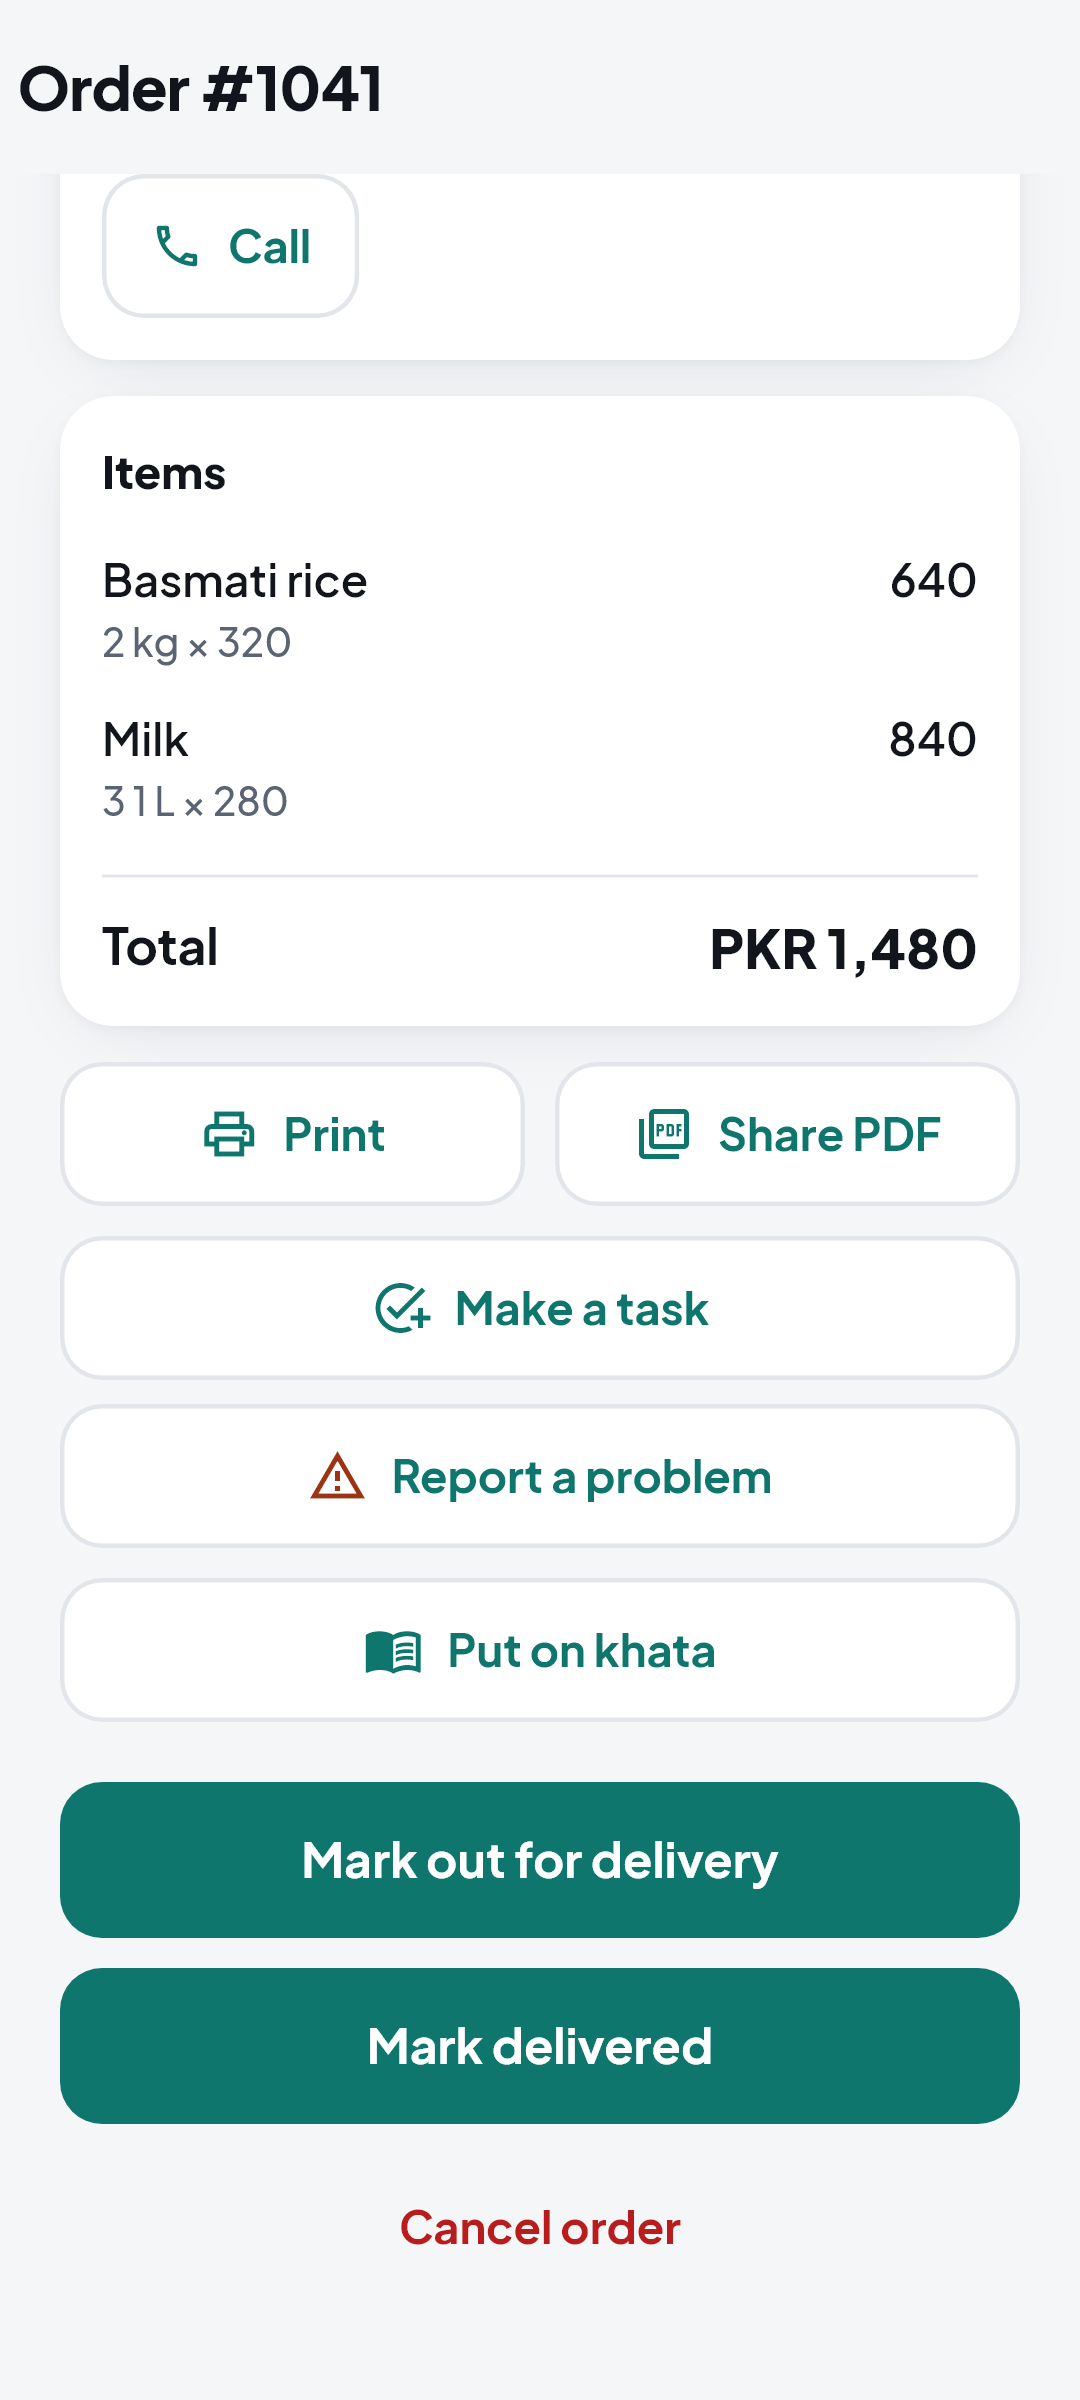 Order #1041
Call
Items
Basmati rice 640
2 kg × 320
Milk 840
3 1 L × 280
Total PKR 1,480
Print Share PDF
Make a task
Report a problem
Put on khata
Mark out for delivery
Mark delivered
Cancel order